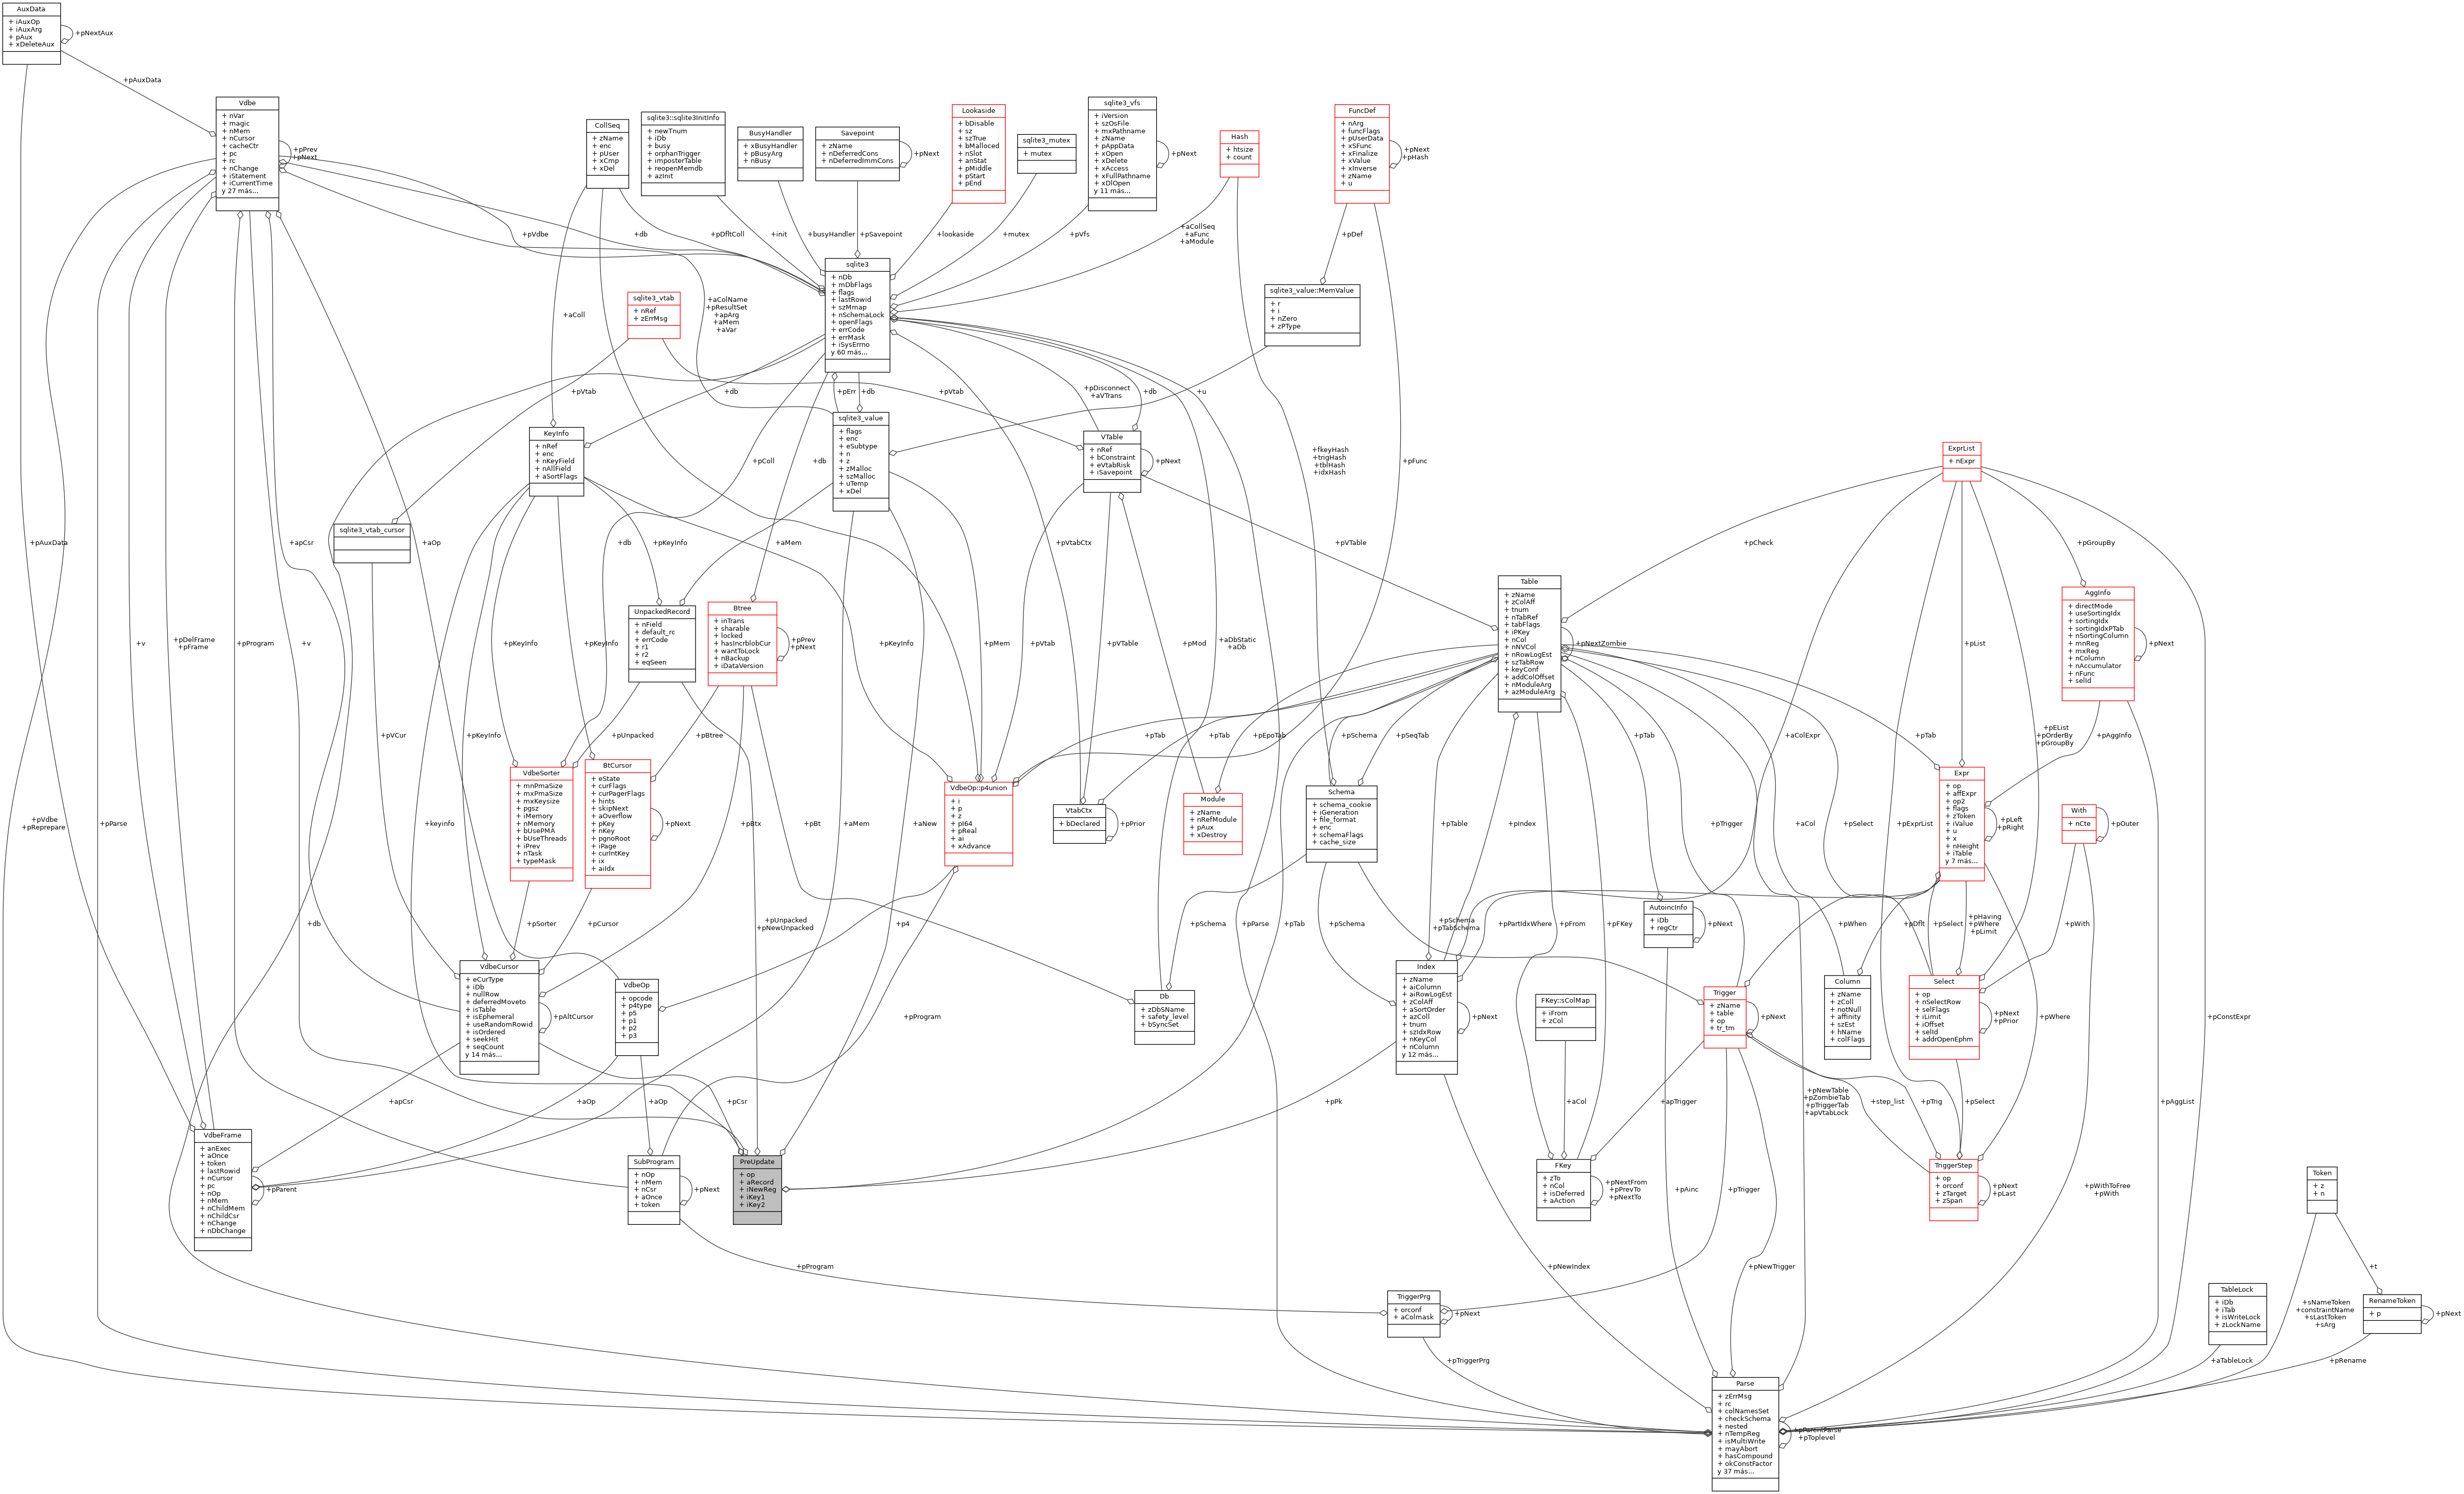 AuxData
+ iAuxOp
+ iAuxArg
+ pAux
+ xDeleteAux
+pNextAux
+pAuxData
Vdbe
+ nVar
+ magic
+ nMem
+ nCursor
+ cacheCtr
+ pc
+ rc
+ nChange
+ iStatement
+ iCurrentTime
y 27 más...
+pPrev
+pNext
CollSeq
+ zName
+ enc
+ pUser
+ xCmp
+ xDel
sqlite3::sqlite3InitInfo
+ newTnum
+ iDb
+ busy
+ orphanTrigger
+ imposterTable
+ reopenMemdb
+ azInit
BusyHandler
+ xBusyHandler
+ pBusyArg
+ nBusy
Savepoint
+ zName
+ nDeferredCons
+ nDeferredImmCons
+pNext
Lookaside
+ bDisable
+ sz
+ szTrue
+ bMalloced
+ nSlot
+ anStat
+ pMiddle
+ pStart
+ pEnd
sqlite3_mutex
+ mutex
sqlite3_vfs
+ iVersion
+ szOsFile
+ mxPathname
+ zName
+ pAppData
+ xOpen
+ xDelete
+ xAccess
+ xFullPathname
+ xDlOpen
y 11 más...
+pNext
Hash
+ htsize
+ count
FuncDef
+ nArg
+ funcFlags
+ pUserData
+ xSFunc
+ xFinalize
+ xValue
+ xInverse
+ zName
+ u
+pNext
+pHash
+pVdbe
+db
+pDfltColl
+init
+busyHandler
+pSavepoint
+lookaside
+mutex
+pVfs
+aCollSeq
+aFunc
+aModule
+pDef
sqlite3
+ nDb
+ mDbFlags
+ flags
+ lastRowid
+ szMmap
+ nSchemaLock
+ openFlags
+ errCode
+ errMask
+ iSysErrno
y 60 más...
sqlite3_vtab
+ nRef
+ zErrMsg
sqlite3_value::MemValue
+ r
+ i
+ nZero
+ zPType
+aColl
+aColName
+pResultSet
+apArg
+aMem
+aVar
+pVtab
+db
+pErr
+db
+pVtab
+pDisconnect
+aVTrans
+db
+u
KeyInfo
+ nRef
+ enc
+ nKeyField
+ nAllField
+ aSortFlags
sqlite3_value
+ flags
+ enc
+ eSubtype
+ n
+ z
+ zMalloc
+ szMalloc
+ uTemp
+ xDel
VTable
+ nRef
+ bConstraint
+ eVtabRisk
+ iSavepoint
+pNext
+pColl
+db
+fkeyHash
+trigHash
+tblHash
+idxHash
+pFunc
ExprList
+ nExpr
sqlite3_vtab_cursor
+pAuxData
+apCsr
+aOp
+db
+pKeyInfo
+aMem
+pVtabCtx
+pVTable
+pCheck
+pGroupBy
Table
+ zName
+ zColAff
+ tnum
+ nTabRef
+ tabFlags
+ iPKey
+ nCol
+ nNVCol
+ nRowLogEst
+ szTabRow
+ keyConf
+ addColOffset
+ nModuleArg
+ azModuleArg
+pNextZombie
AggInfo
+ directMode
+ useSortingIdx
+ sortingIdx
+ sortingIdxPTab
+ nSortingColumn
+ mnReg
+ mxReg
+ nColumn
+ nAccumulator
+ nFunc
+ selId
+pNext
UnpackedRecord
+ nField
+ default_rc
+ errCode
+ r1
+ r2
+ eqSeen
Btree
+ inTrans
+ sharable
+ locked
+ hasIncrblobCur
+ wantToLock
+ nBackup
+ iDataVersion
+pPrev
+pNext
+v
+pDelFrame
+pFrame
+pProgram
+v
+pKeyInfo
+pKeyInfo
+pKeyInfo
+pMem
+pVtab
+pVTable
+pMod
+aDbStatic
+aDb
+pList
+pVCur
+pKeyInfo
+pUnpacked
+pBtree
+pTab
+pTab
+pEpoTab
+pSchema
+pSeqTab
+pTab
+aColExpr
+pTab
+pEList
+pOrderBy
+pGroupBy
+pAggInfo
VdbeSorter
+ mnPmaSize
+ mxPmaSize
+ mxKeysize
+ pgsz
+ iMemory
+ nMemory
+ bUsePMA
+ bUseThreads
+ iPrev
+ nTask
+ typeMask
BtCursor
+ eState
+ curFlags
+ curPagerFlags
+ hints
+ skipNext
+ aOverflow
+ pKey
+ nKey
+ pgnoRoot
+ iPage
+ curIntKey
+ ix
+ aiIdx
+pNext
VdbeOp::p4union
+ i
+ p
+ z
+ pI64
+ pReal
+ ai
+ xAdvance
VtabCtx
+ bDeclared
+pPrior
Module
+ zName
+ nRefModule
+ pAux
+ xDestroy
Schema
+ schema_cookie
+ iGeneration
+ file_format
+ enc
+ schemaFlags
+ cache_size
Expr
+ op
+ affExpr
+ op2
+ flags
+ zToken
+ iValue
+ u
+ x
+ nHeight
+ iTable
y 7 más...
+pLeft
+pRight
With
+ nCte
+pOuter
+pVdbe
+pReprepare
+pParse
+keyinfo
+pBtx
+pBt
+aMem
+aNew
+pTable
+pIndex
+pTrigger
+aCol
+pSelect
+pExprList
+db
+pSorter
+pCursor
+pUnpacked
+pNewUnpacked
+p4
+pSchema
+pParse
+pTab
+pSchema
+pSchema
+pTabSchema
+pPartIdxWhere
+pFrom
+pFKey
AutoincInfo
+ iDb
+ regCtr
+pNext
+pWhen
+pDflt
+pSelect
+pHaving
+pWhere
+pLimit
+pWith
VdbeCursor
+ eCurType
+ iDb
+ nullRow
+ deferredMoveto
+ isTable
+ isEphemeral
+ useRandomRowid
+ isOrdered
+ seekHit
+ seqCount
y 14 más...
+pAltCursor
VdbeOp
+ opcode
+ p4type
+ p5
+ p1
+ p2
+ p3
+pProgram
Db
+ zDbSName
+ safety_level
+ bSyncSet
Index
+ zName
+ aiColumn
+ aiRowLogEst
+ zColAff
+ aSortOrder
+ azColl
+ tnum
+ szIdxRow
+ nKeyCol
+ nColumn
y 12 más...
+pNext
FKey::sColMap
+ iFrom
+ zCol
Trigger
+ zName
+ table
+ op
+ tr_tm
+pNext
Column
+ zName
+ zColl
+ notNull
+ affinity
+ szEst
+ hName
+ colFlags
Select
+ op
+ nSelectRow
+ selFlags
+ iLimit
+ iOffset
+ selId
+ addrOpenEphm
+pNext
+pPrior
+pWhere
+pConstExpr
+apCsr
+aOp
+aOp
+pCsr
+pPk
+aCol
+apTrigger
+pNewTable
+pZombieTab
+pTriggerTab
+apVtabLock
+step_list
+pTrig
+pSelect
+pAggList
VdbeFrame
+ anExec
+ aOnce
+ token
+ lastRowid
+ nCursor
+ pc
+ nOp
+ nMem
+ nChildMem
+ nChildCsr
+ nChange
+ nDbChange
+pParent
SubProgram
+ nOp
+ nMem
+ nCsr
+ aOnce
+ token
+pNext
PreUpdate
+ op
+ aRecord
+ iNewReg
+ iKey1
+ iKey2
FKey
+ zTo
+ nCol
+ isDeferred
+ aAction
+pNextFrom
+pPrevTo
+pNextTo
+pAinc
+pTrigger
TriggerStep
+ op
+ orconf
+ zTarget
+ zSpan
+pNext
+pLast
+pWithToFree
+pWith
Token
+ z
+ n
+pProgram
+pNewIndex
+pNewTrigger
+t
TriggerPrg
+ orconf
+ aColmask
+pNext
+sNameToken
+constraintName
+sLastToken
+sArg
TableLock
+ iDb
+ iTab
+ isWriteLock
+ zLockName
RenameToken
+ p
+pNext
+pTriggerPrg
+aTableLock
+pRename
Parse
+ zErrMsg
+ rc
+ colNamesSet
+ checkSchema
+ nested
+ nTempReg
+ isMultiWrite
+ mayAbort
+ hasCompound
+ okConstFactor
y 37 más...
+pParentParse
+pToplevel